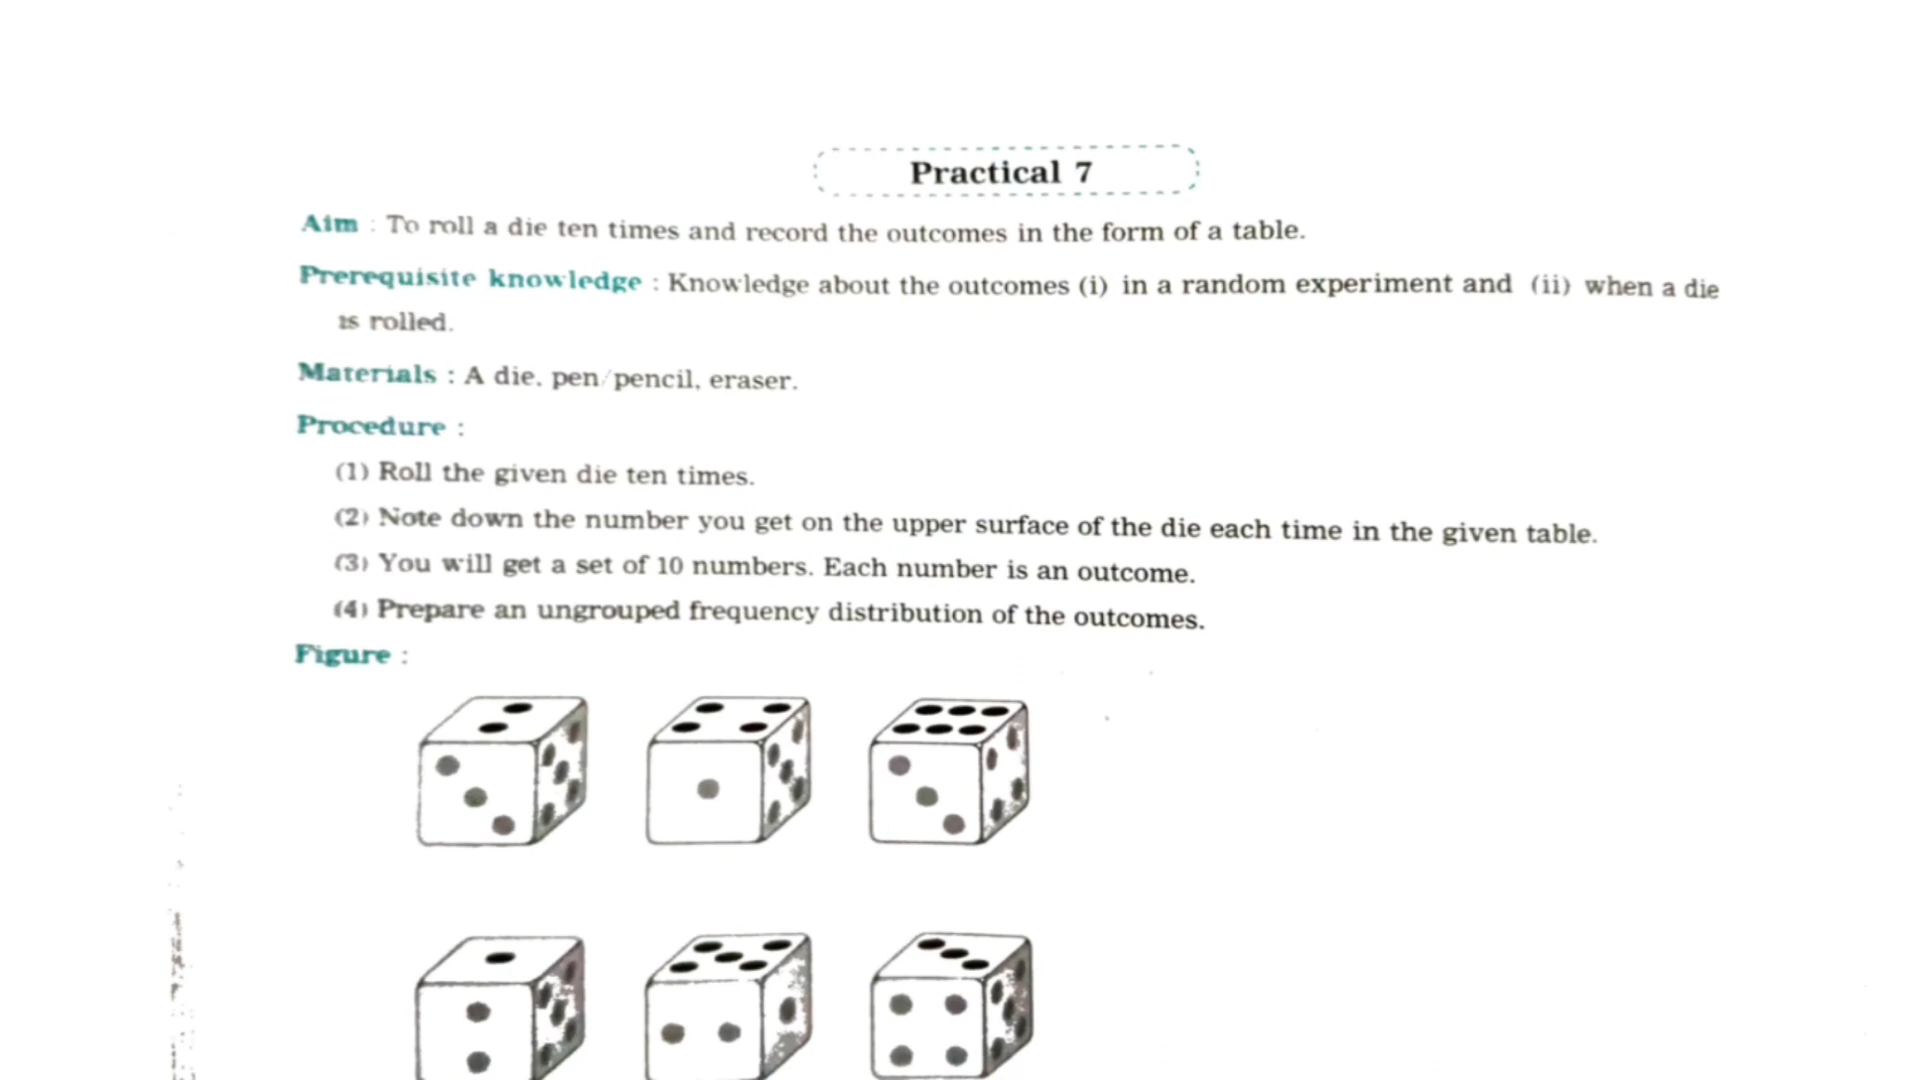 Practical 7
Aim : To roll a die ten times and record the outcomes in the form of a table.
Prerequisite knowledge : Knowledge about the outcomes (i) in a random experiment and (ii) when a die
is rolled.
Materials : A die, pen/pencil, eraser.
Procedure :
(1) Roll the given die ten times.
(2) Note down the number you get on the upper surface of the die each time in the given table.
(3) You will get a set of 10 numbers. Each number is an outcome.
(4) Prepare an ungrouped frequency distribution of the outcomes.
Figure :